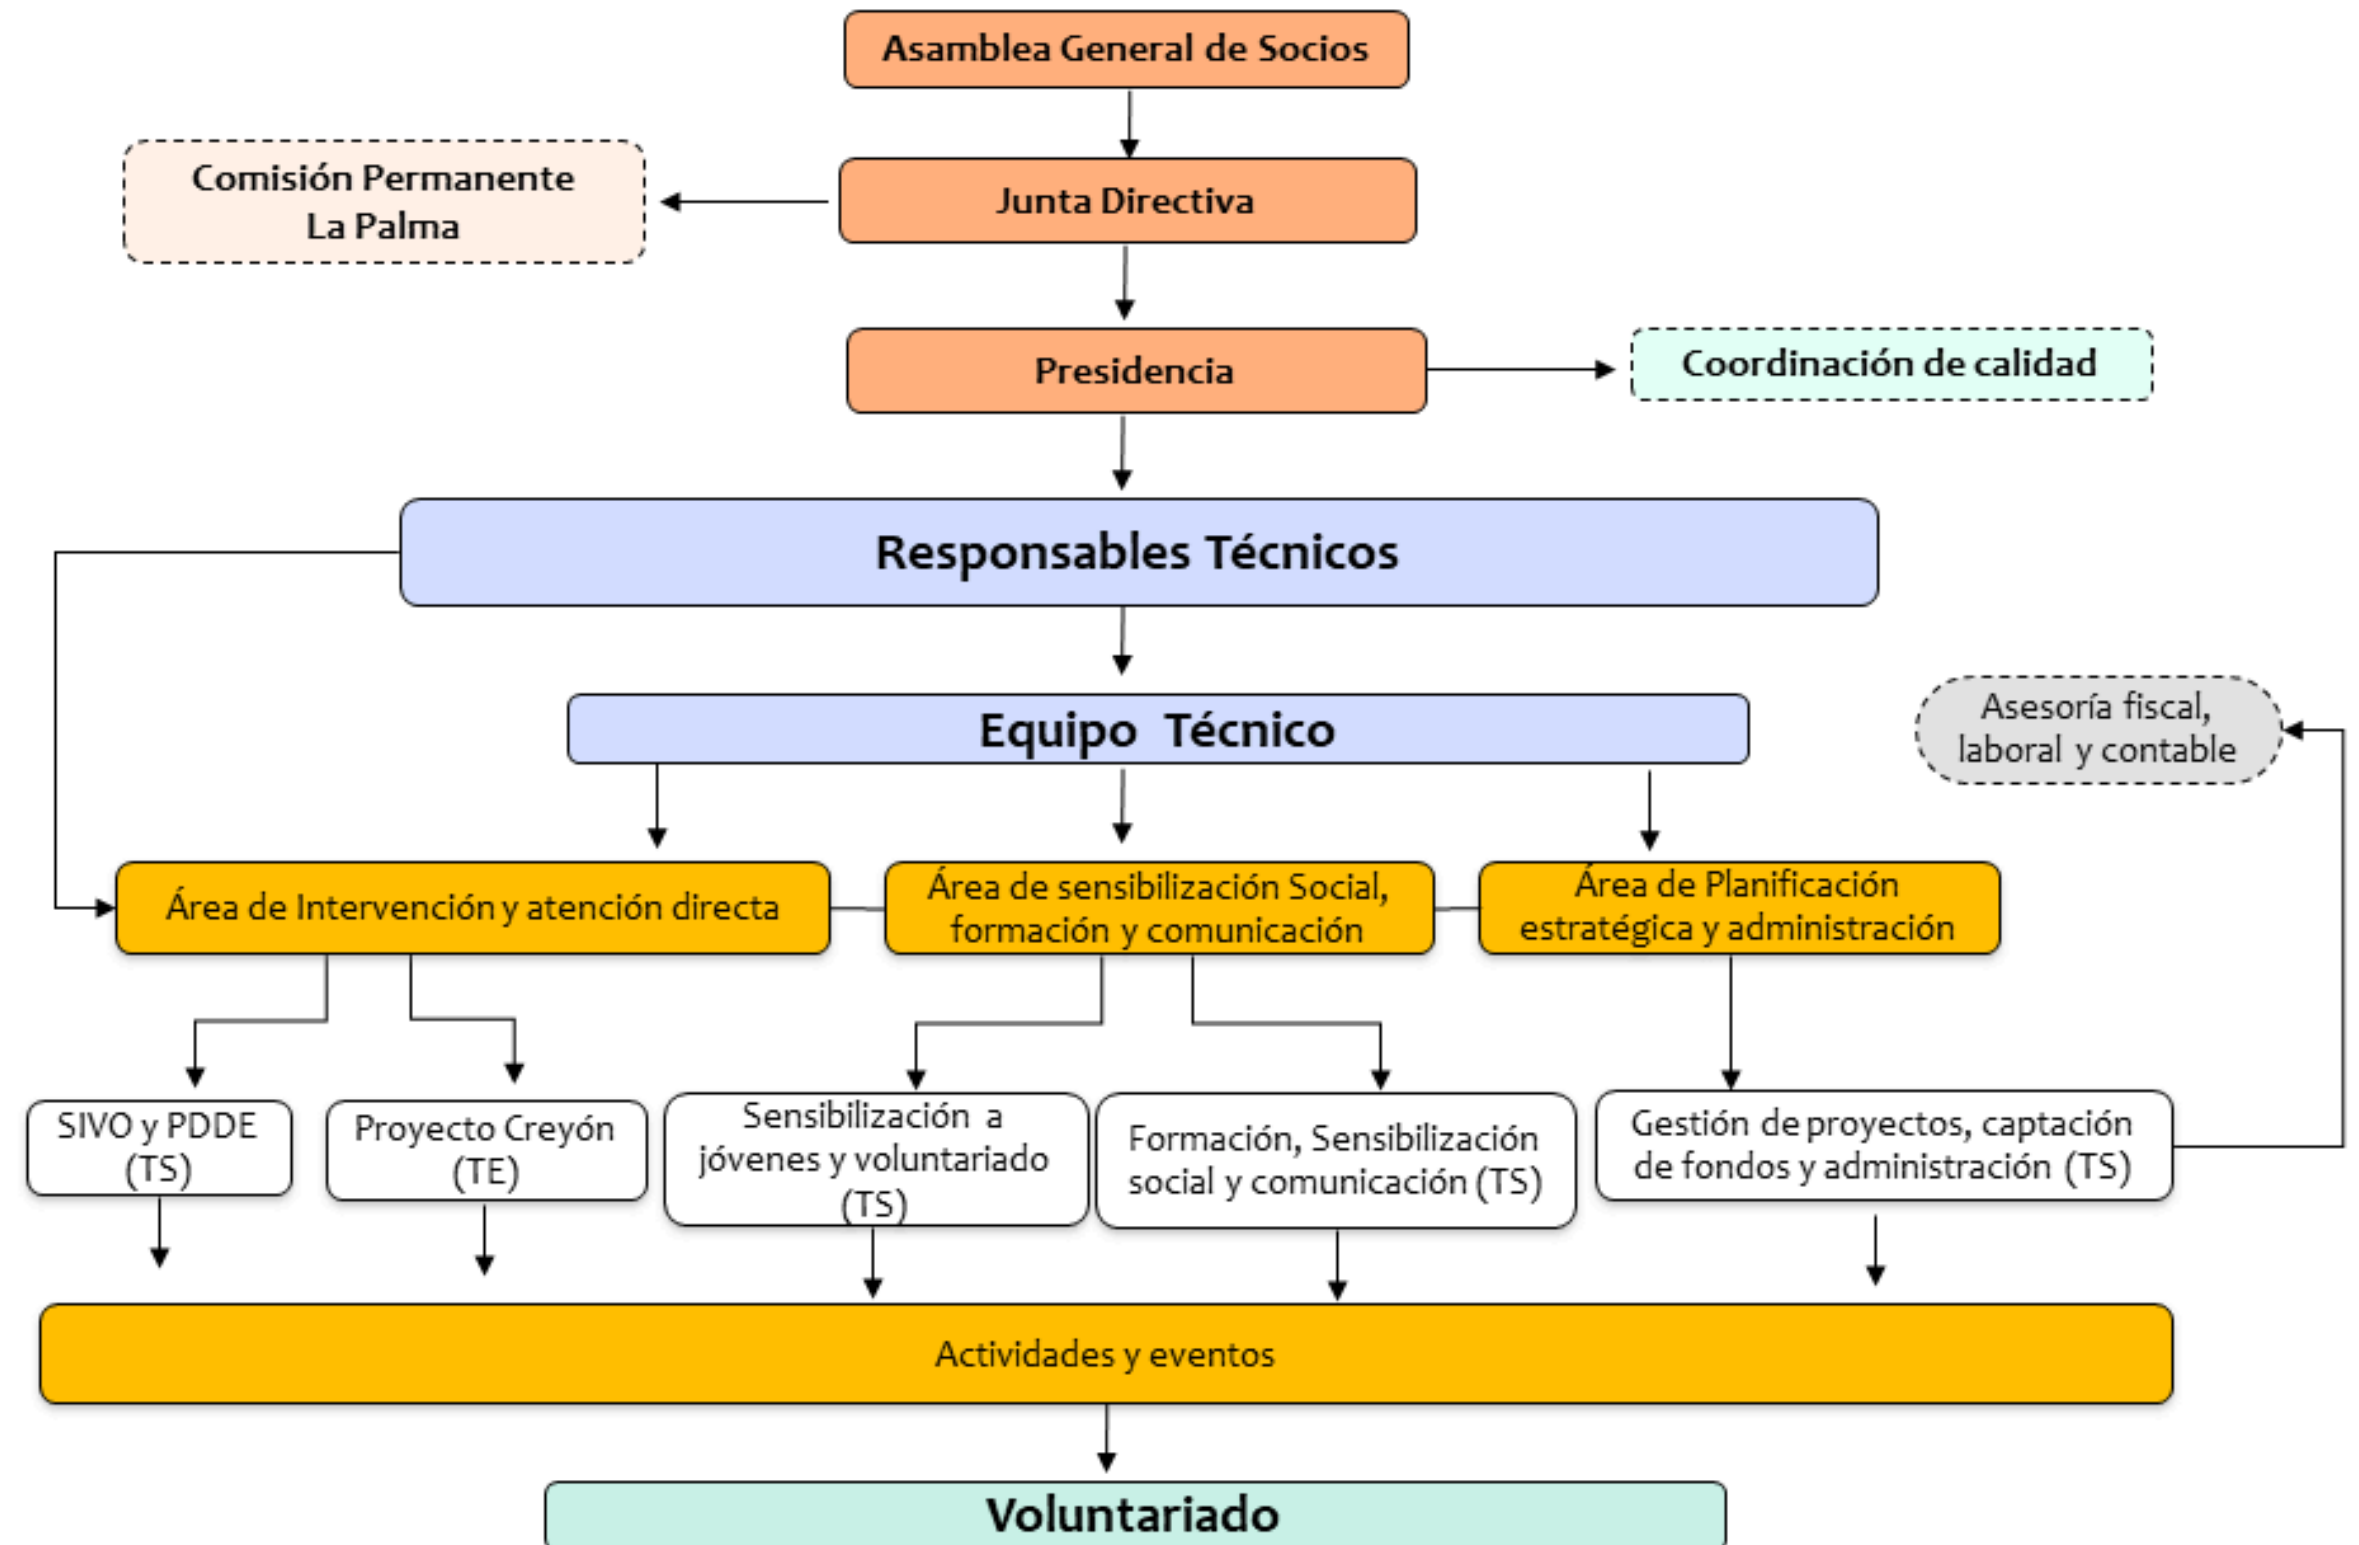 Asamblea General de Socios
Comisión Permanente
La Palma
Junta Directiva
Presidencia
Coordinación de calidad
Responsables Técnicos
Equipo Técnico
Asesoría fiscal,
laboral y contable
Área de Intervención y atención directa
Área de sensibilización Social,
formación y comunicación
Área de Planificación
estratégica y administración
SIVO y PDDE
(TS)
Proyecto Creyón
(TE)
Sensibilización a
jóvenes y voluntariado
(TS)
Formación, Sensibilización
social y comunicación (TS)
Gestión de proyectos, captación
de fondos y administración (TS)
Actividades y eventos
Voluntariado